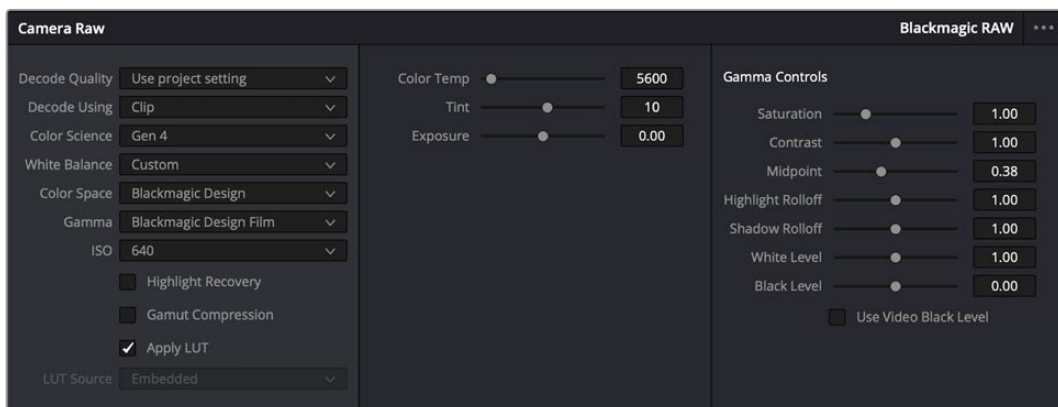 Camera Raw
Blackmagic RAW
Decode Quality Use project setting
Decode Using Clip
Color Science Gen 4
White Balance Custom
Color Space Blackmagic Design
Gamma Blackmagic Design Film
ISO 640
Highlight Recovery
Gamut Compression
Apply LUT
LUT Source Embedded
Color Temp 5600
Tint 10
Exposure 0.00
Gamma Controls
Saturation 1.00
Contrast 1.00
Midpoint 0.38
Highlight Rolloff 1.00
Shadow Rolloff 1.00
White Level 1.00
Black Level 0.00
Use Video Black Level